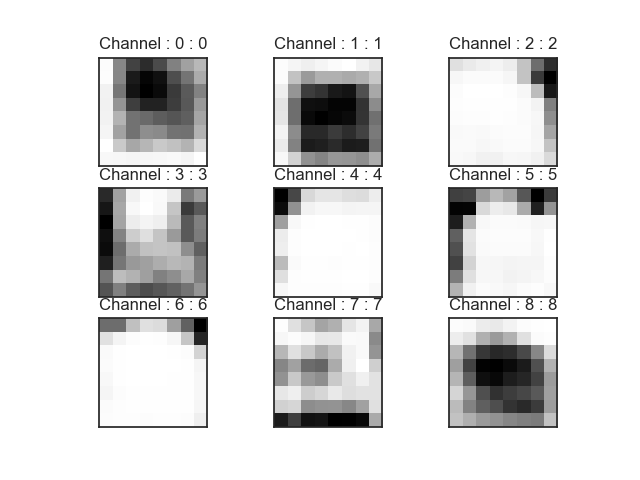 Channel : 0 : 0
Channel : 1 : 1
Channel : 2 : 2
Channel : 3 : 3
Channel : 4 : 4
Channel : 5 : 5
Channel : 6 : 6
Channel : 7 : 7
Channel : 8 : 8